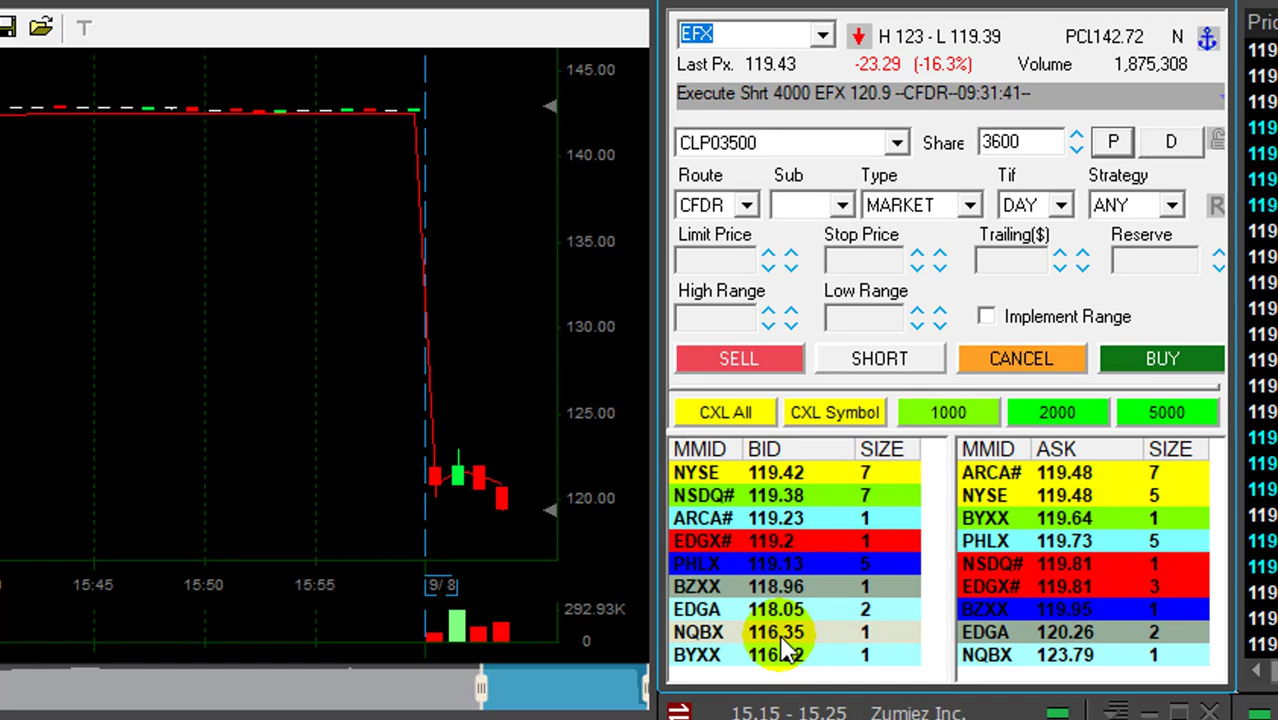 T
145.00
140.00
135.00
130.00
125.00
120.00
15:45
15:50
15:55
9/ 8
292.93K
0
EFX
H 123 - L 119.39
PCL142.72
N
Last Px.
119.43
-23.29
(-16.3%)
Volume
1,875,308
Execute Shrt 4000 EFX 120.9 --CFDR--09:31:41--
CLP03500
Share
3600
P
D
Route
Sub
Type
Tif
Strategy
CFDR
MARKET
DAY
ANY
R
Limit Price
Stop Price
Trailing($)
Reserve
High Range
Low Range
Implement Range
SELL
SHORT
CANCEL
BUY
CXL All
CXL Symbol
1000
2000
5000
MMID BID SIZE
NYSE 119.42 7
NSDQ# 119.38 7
ARCA# 119.23 1
EDGX# 119.2 1
PHLX 119.13 5
BZXX 118.96 1
EDGA 118.05 2
NQBX 116.35 1
BYXX 1
MMID ASK SIZE
ARCA# 119.48 7
NYSE 119.48 5
BYXX 119.64 1
PHLX 119.73 5
NSDQ# 119.81 1
EDGX# 119.81 3
BZXX 119.95 1
EDGA 120.26 2
NQBX 123.79 1
15.15 - 15.25 Zumiez Inc.